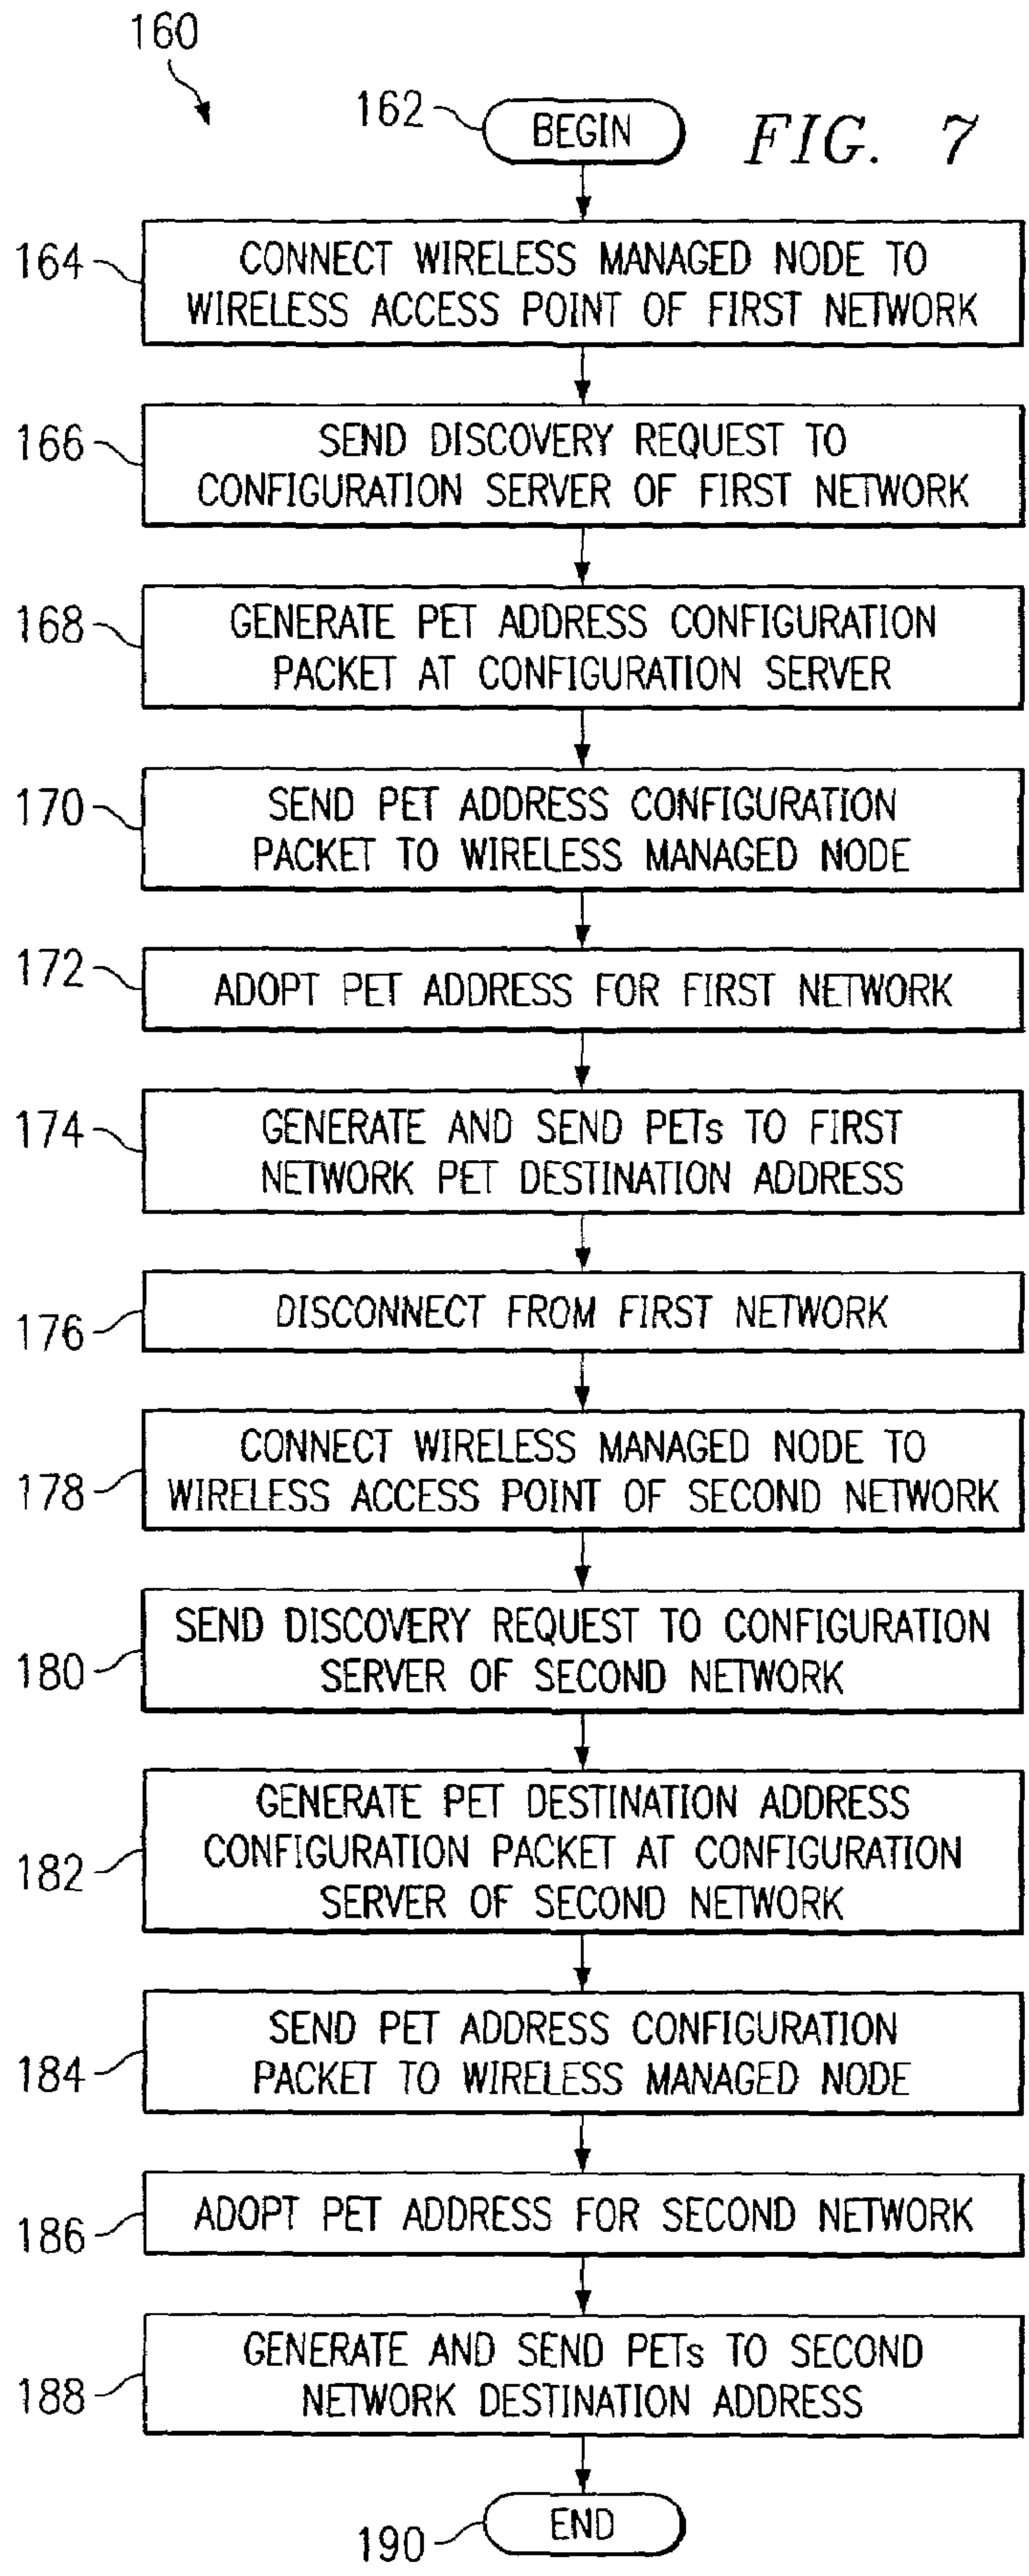 160
162
BEGIN
FIG. 7
164
CONNECT WIRELESS MANAGED NODE TO
WIRELESS ACCESS POINT OF FIRST NETWORK
166
SEND DISCOVERY REQUEST TO
CONFIGURATION SERVER OF FIRST NETWORK
168
GENERATE PET ADDRESS CONFIGURATION
PACKET AT CONFIGURATION SERVER
170
SEND PET ADDRESS CONFIGURATION
PACKET TO WIRELESS MANAGED NODE
172
ADOPT PET ADDRESS FOR FIRST NETWORK
174
GENERATE AND SEND PETs TO FIRST
NETWORK PET DESTINATION ADDRESS
176
DISCONNECT FROM FIRST NETWORK
178
CONNECT WIRELESS MANAGED NODE TO
WIRELESS ACCESS POINT OF SECOND NETWORK
180
SEND DISCOVERY REQUEST TO CONFIGURATION
SERVER OF SECOND NETWORK
182
GENERATE PET DESTINATION ADDRESS
CONFIGURATION PACKET AT CONFIGURATION
SERVER OF SECOND NETWORK
184
SEND PET ADDRESS CONFIGURATION
PACKET TO WIRELESS MANAGED NODE
186
ADOPT PET ADDRESS FOR SECOND NETWORK
188
GENERATE AND SEND PETs TO SECOND
NETWORK DESTINATION ADDRESS
190
END